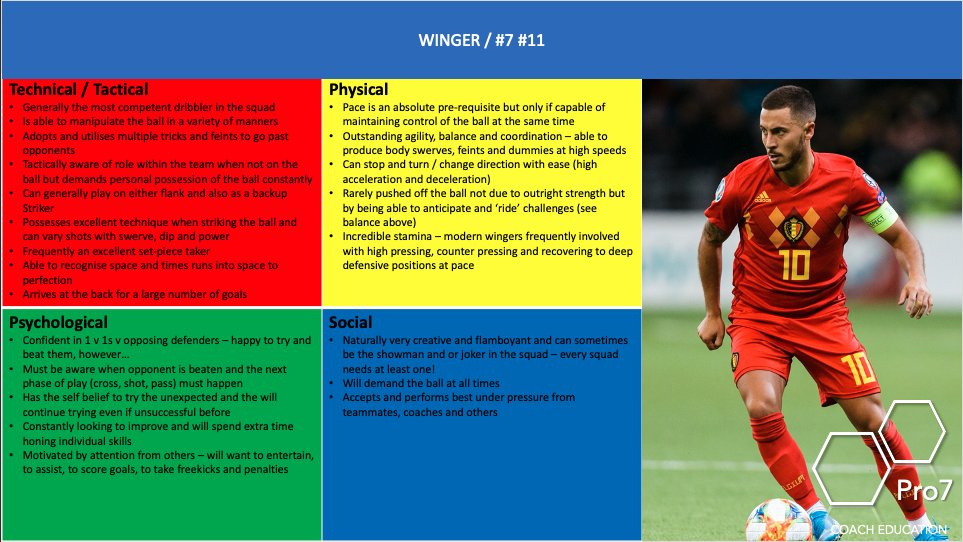 WINGER / #7 #11
Technical / Tactical
• Generally the most competent dribbler in the squad
• Is able to manipulate the ball in a variety of manners
• Adopts and utilises multiple tricks and feints to go past
opponents
• Tactically aware of role within the team when not on
the ball but demands personal possession of the ball constantly
• Can generally play on either flank and also as a backup
Striker
• Possesses excellent technique when striking the ball and
can vary shots with swerve, dip and power
• Frequently an excellent set-piece taker
• Able to recognise space and times runs into space to
perfection
• Arrives at the back for a large number of goals
Physical
• Pace is an absolute pre-requisite but only if capable of
maintaining control of the ball at the same time
• Outstanding agility, balance and coordination – able to
produce body swerves, feints and dummies at high speeds
• Can stop and turn / change direction with ease (high
acceleration and deceleration)
• Rarely pushed off the ball not due to outright strength but
by being able to anticipate and ‘ride’ challenges (see
balance above)
• Incredible stamina – modern wingers frequently involved
with high pressing, counter pressing and recovering to deep
defensive positions at pace
Psychological
• Confident in 1 v 1s v opposing defenders – happy to try and
beat them, however…
• Must be aware when opponent is beaten and the next
phase of play (cross, shot, pass) must happen
• Has the self belief to try the unexpected and the will
continue trying even if unsuccessful before
• Constantly looking to improve and will spend extra time
honing individual skills
• Motivated by attention from others – will want to entertain,
to assist, to score goals, to take freekicks and penalties
Social
• Naturally very creative and flamboyant and can sometimes
be the showman and or joker in the squad – every squad
needs at least one!
• Will demand the ball at all times
• Accepts and performs best under pressure from
teammates, coaches and others
adidas
RESPECT
10
10
Pro7
COACH EDUCATION